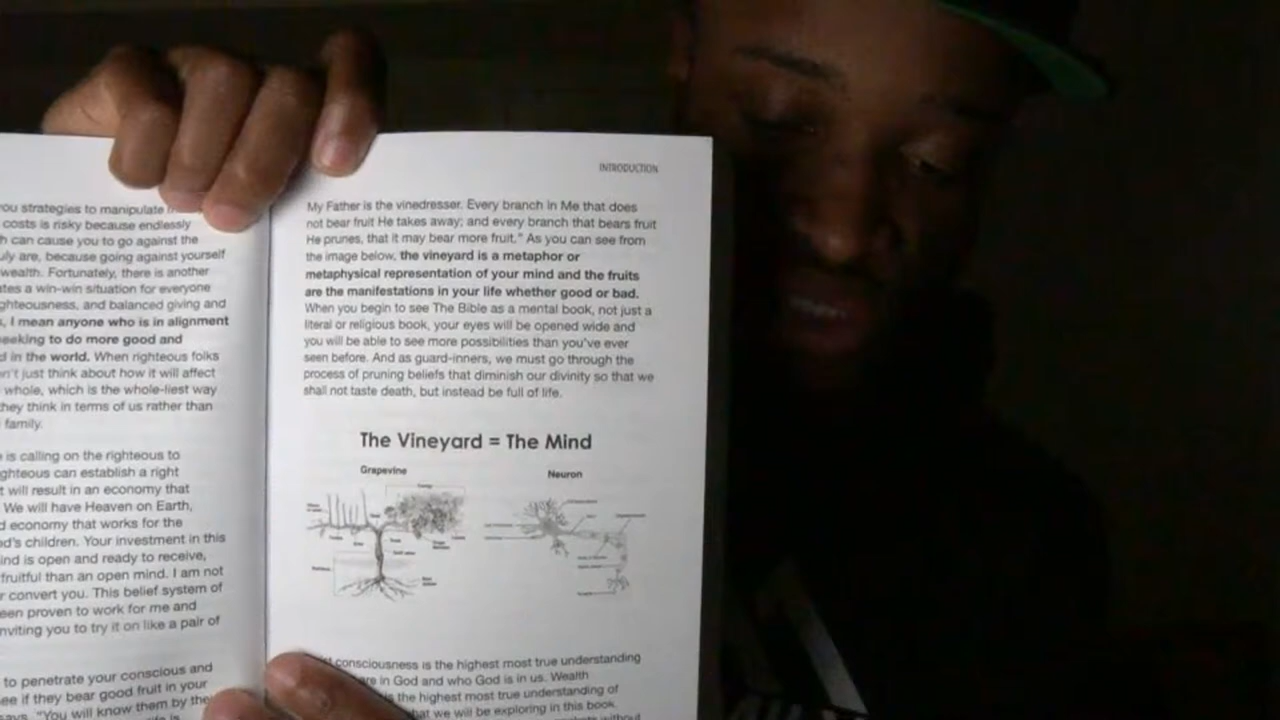 you strategies to manipulate
costs is risky because endlessly
can cause you to go against the
are, because going against yourself
wealth. Fortunately, there is another
a win-win situation for everyone
and balanced giving and
I mean anyone who is in alignment
seeking to do more good and
in the world. When righteous folks
just think about how it will affect
whole, which is the whole-liest way
they think in terms of us rather than
family.
is calling on the righteous to
can establish a right
will result in an economy that
We will have Heaven on Earth,
economy that works for the
children. Your investment in this
is open and ready to receive,
fruitful than an open mind. I am not
convert you. This belief system of
proven to work for me and
you to try it on like a pair of
to penetrate your conscious and
if they bear good fruit in your
"You will know them by the
INTRODUCTION
My Father is the vinedresser. Every branch in Me that does
not bear fruit He takes away; and every branch that bears fruit
He prunes, that it may bear more fruit." As you can see from
the image below, the vineyard is a metaphor or
metaphysical representation of your mind and the fruits
are the manifestations in your life whether good or bad.
When you begin to see The Bible as a mental book, not just a
literal or religious book, your eyes will be opened wide and
you will be able to see more possibilities than you've ever
seen before. And as guard-inners, we must go through the
process of pruning beliefs that diminish our divinity so that we
shall not taste death, but instead be full of life.
The Vineyard = The Mind
Grapevine
Neuron
consciousness is the highest most true understanding
in God and who God is in us. Wealth
the highest most true understanding of
we will be exploring in this book.
without